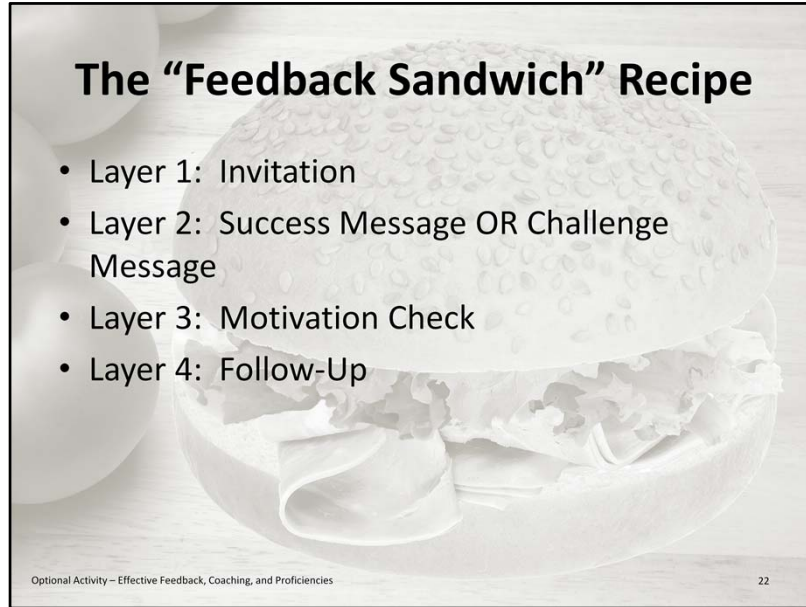 The “Feedback Sandwich” Recipe
• Layer 1: Invitation
• Layer 2: Success Message OR Challenge
Message
• Layer 3: Motivation Check
• Layer 4: Follow-Up
Optional Activity – Effective Feedback, Coaching, and Proficiencies
22